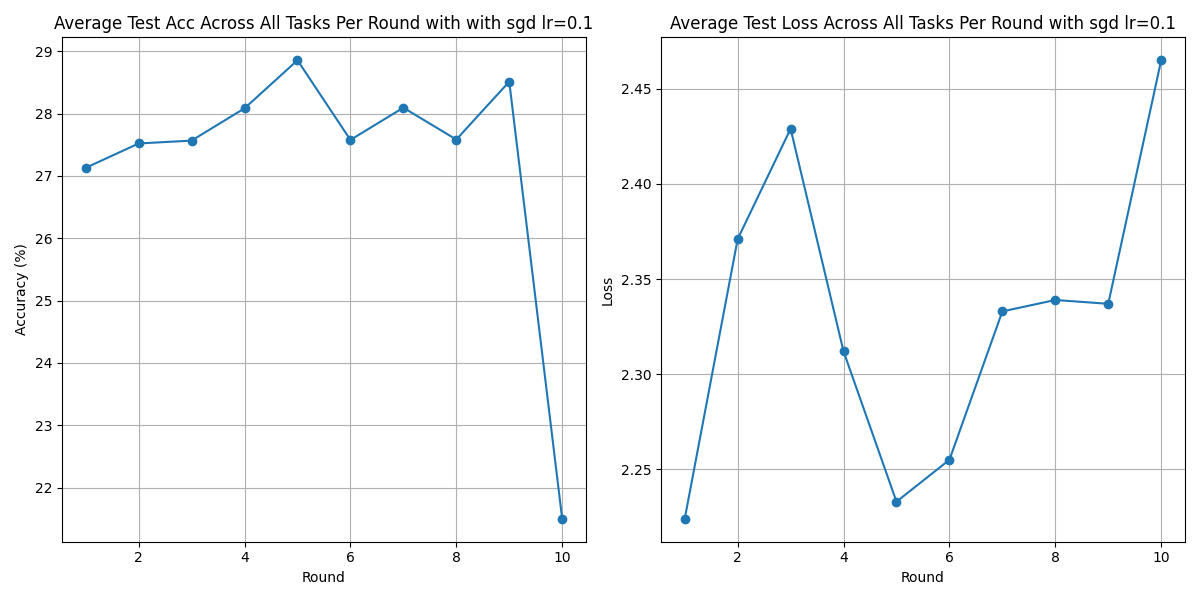 Average Test Acc Across All Tasks Per Round with with sgd lr=0.1
Accuracy (%)
29
28
27
26
25
24
23
22
2 4 6 8 10
Round
Average Test Loss Across All Tasks Per Round with sgd lr=0.1
Loss
2.45
2.40
2.35
2.30
2.25
2 4 6 8 10
Round